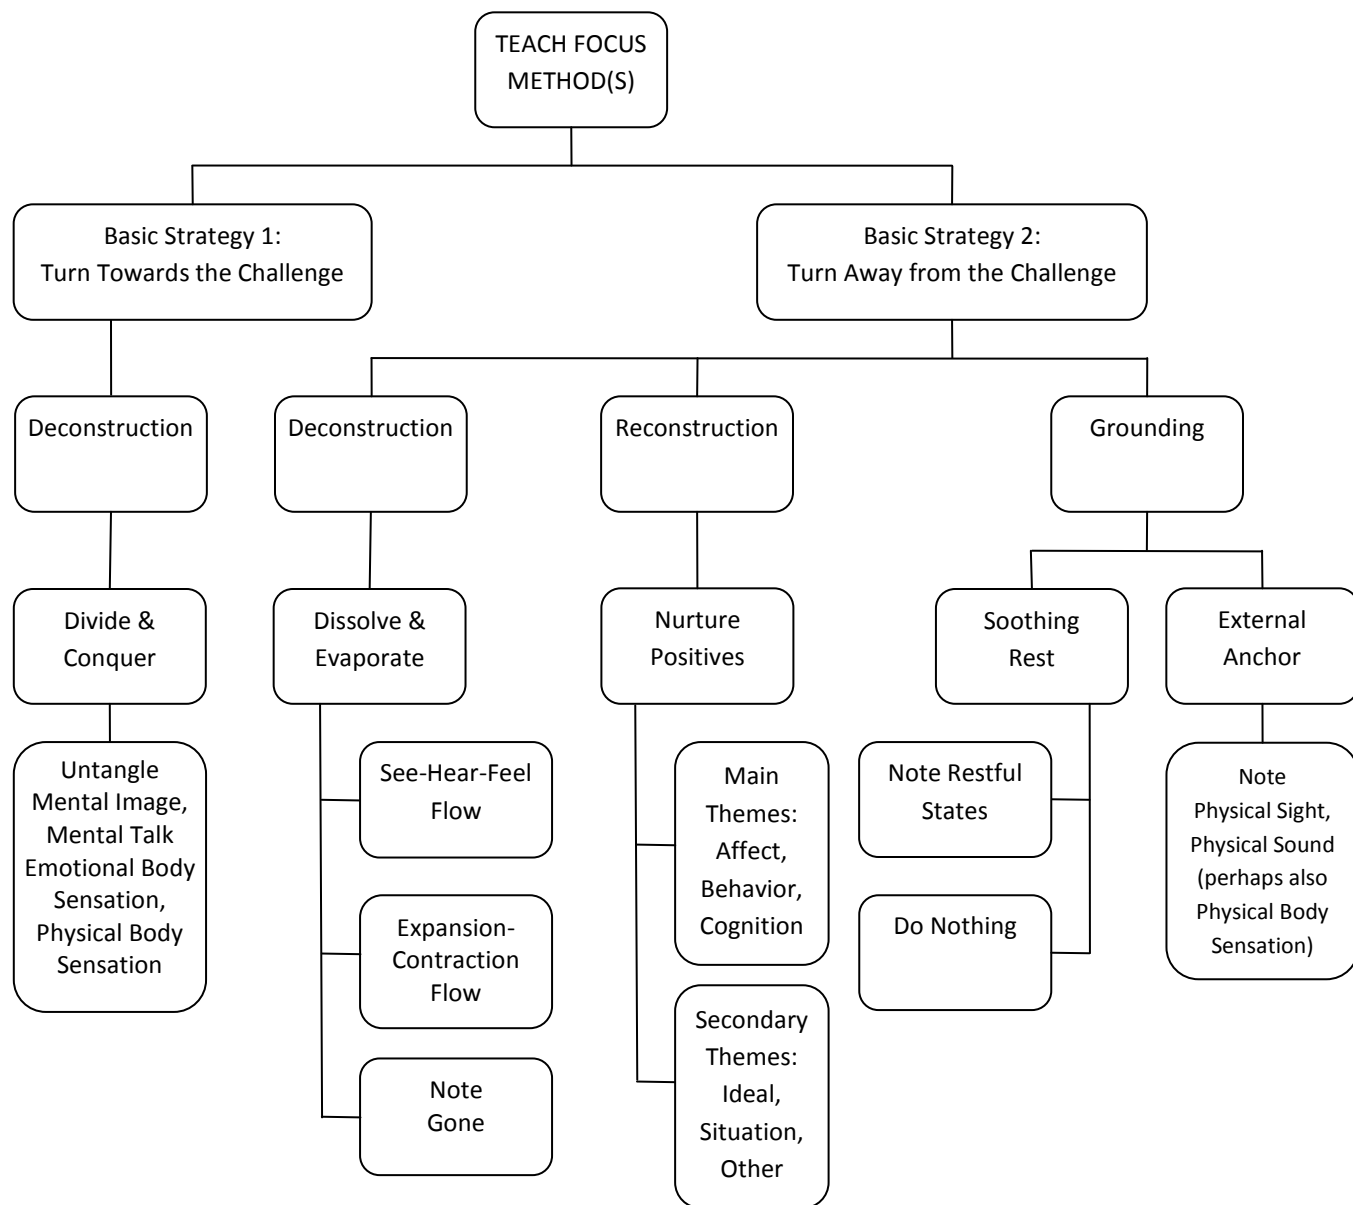 TEACH FOCUS
METHOD(S)
Basic Strategy 1:
Turn Towards the Challenge
Basic Strategy 2:
Turn Away from the Challenge
Deconstruction
Deconstruction
Reconstruction
Grounding
Divide &
Conquer
Dissolve &
Evaporate
Nurture
Positives
Soothing
Rest
External
Anchor
Untangle
Mental Image,
Mental Talk
Emotional Body
Sensation,
Physical Body
Sensation
See-Hear-Feel
Flow
Expansion-
Contraction
Flow
Note
Gone
Main
Themes:
Affect,
Behavior,
Cognition
Secondary
Themes:
Ideal,
Situation,
Other
Note Restful
States
Do Nothing
Note
Physical Sight,
Physical Sound
(perhaps also
Physical Body
Sensation)